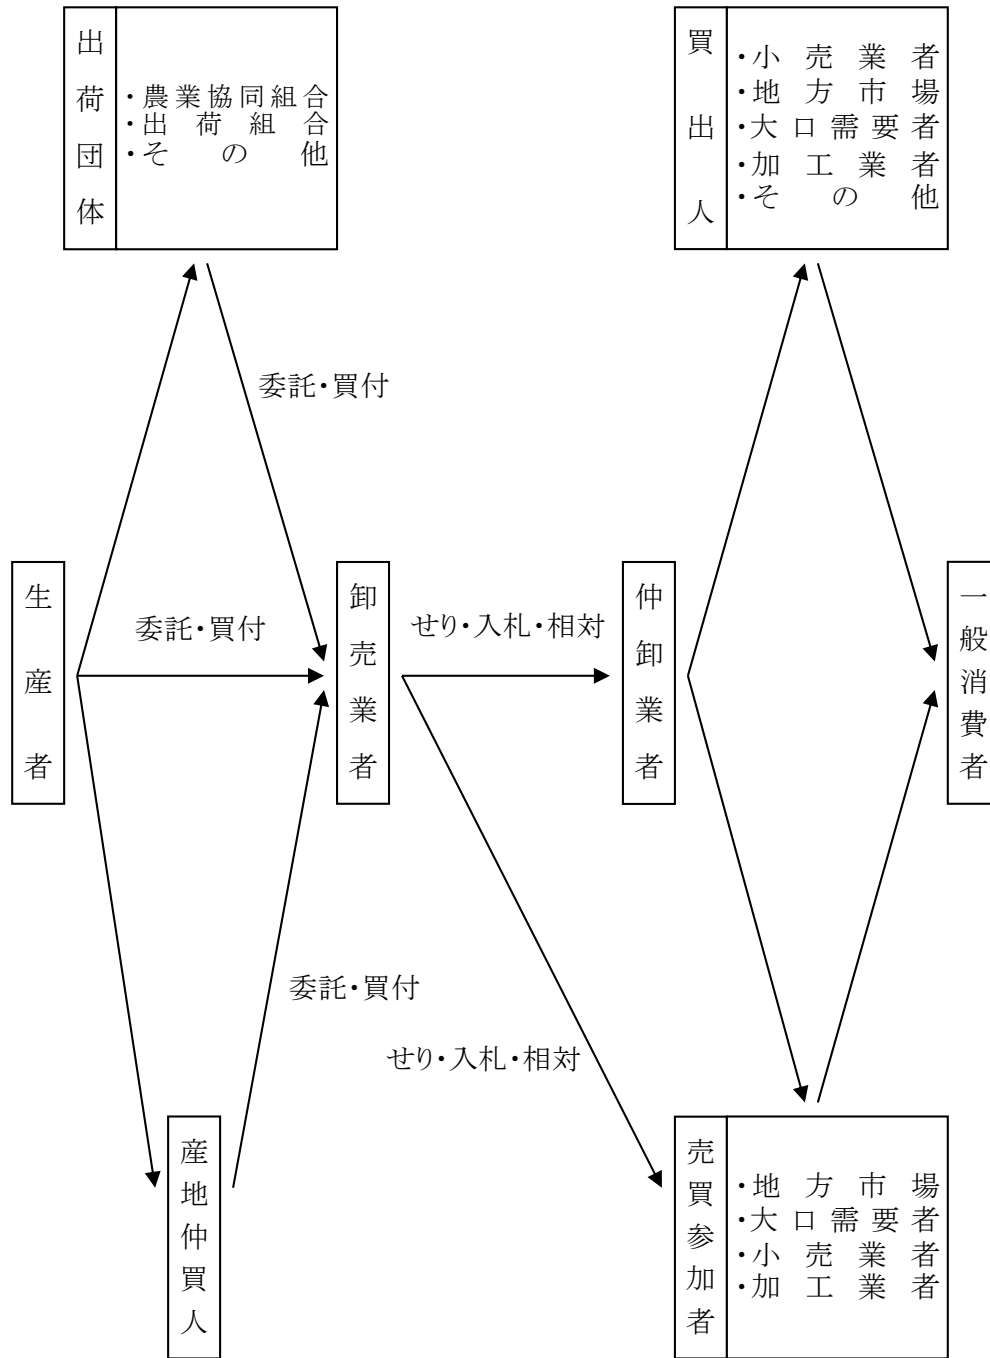 出荷団体
・農業協同組合
・出荷組合
・その他
買出人
・小売業者
・地方市場
・大口需要者
・加工業者
・その他
委託・買付
生産者
委託・買付
卸売業者
せり・入札・相対
仲卸業者
一般消費者
委託・買付
せり・入札・相対
産地仲買人
売買参加者
・地方市場
・大口需要者
・小売業者
・加工業者